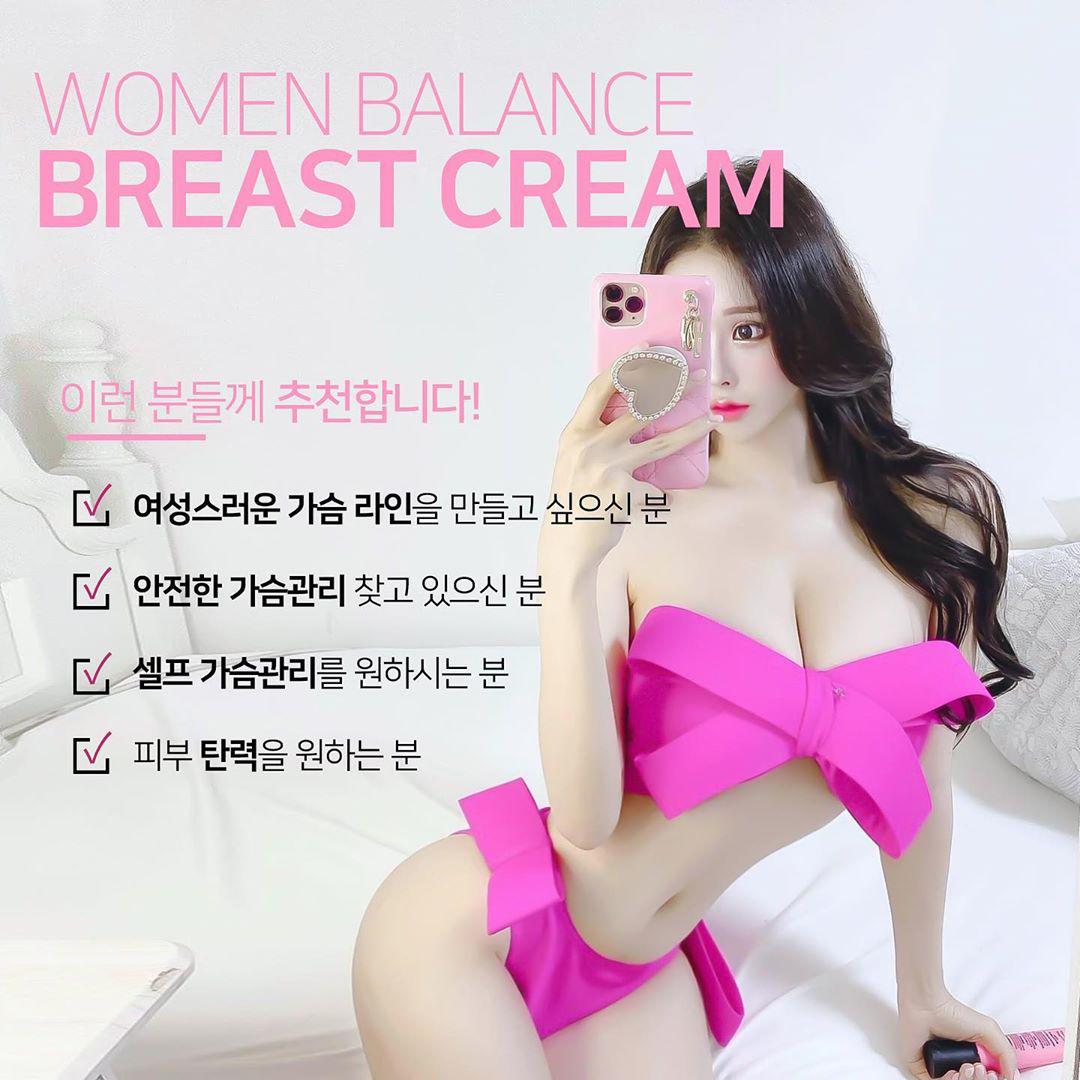 WOMEN BALANCE
BREAST CREAM
이런 분들께 추천합니다!
여성스러운 가슴 라인을 만들고 싶으신 분
안전한 가슴관리 찾고 있으신 분
셀프 가슴관리를 원하시는 분
피부 탄력을 원하는 분